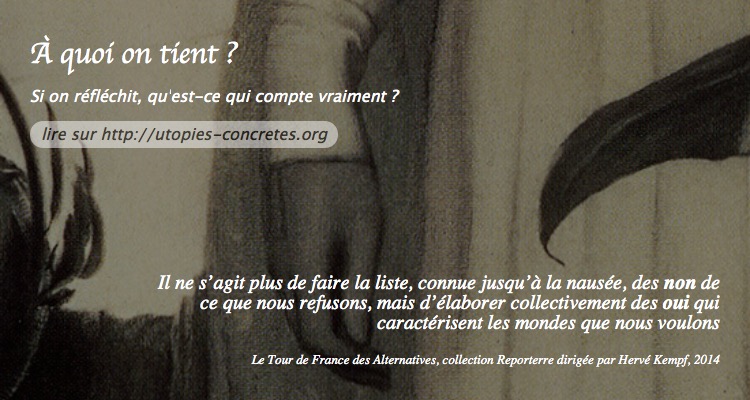 À quoi on tient ?
Si on réfléchit, qu'est-ce qui compte vraiment ?
lire sur http://utopies-concretes.org
Il ne s’agit plus de faire la liste, connue jusqu’à la nausée, des non de
ce que nous refusons, mais d’élaborer collectivement des oui qui
caractérisent les mondes que nous voulons
Le Tour de France des Alternatives, collection Reporterre dirigée par Hervé Kempf, 2014